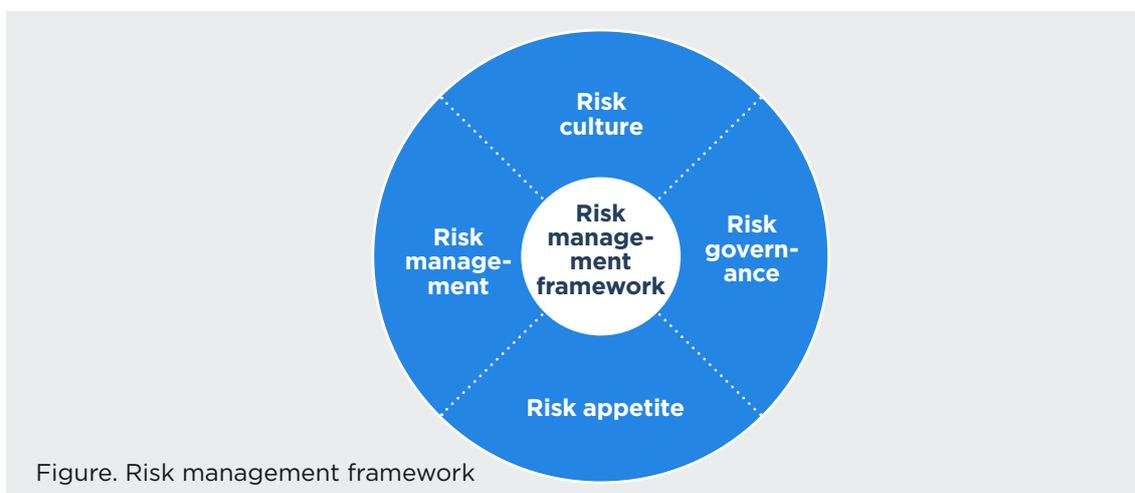 Risk
culture
Risk
manage-
ment
Risk
manage-
ment
framework
Risk
govern-
ance
Risk appetite
Figure. Risk management framework